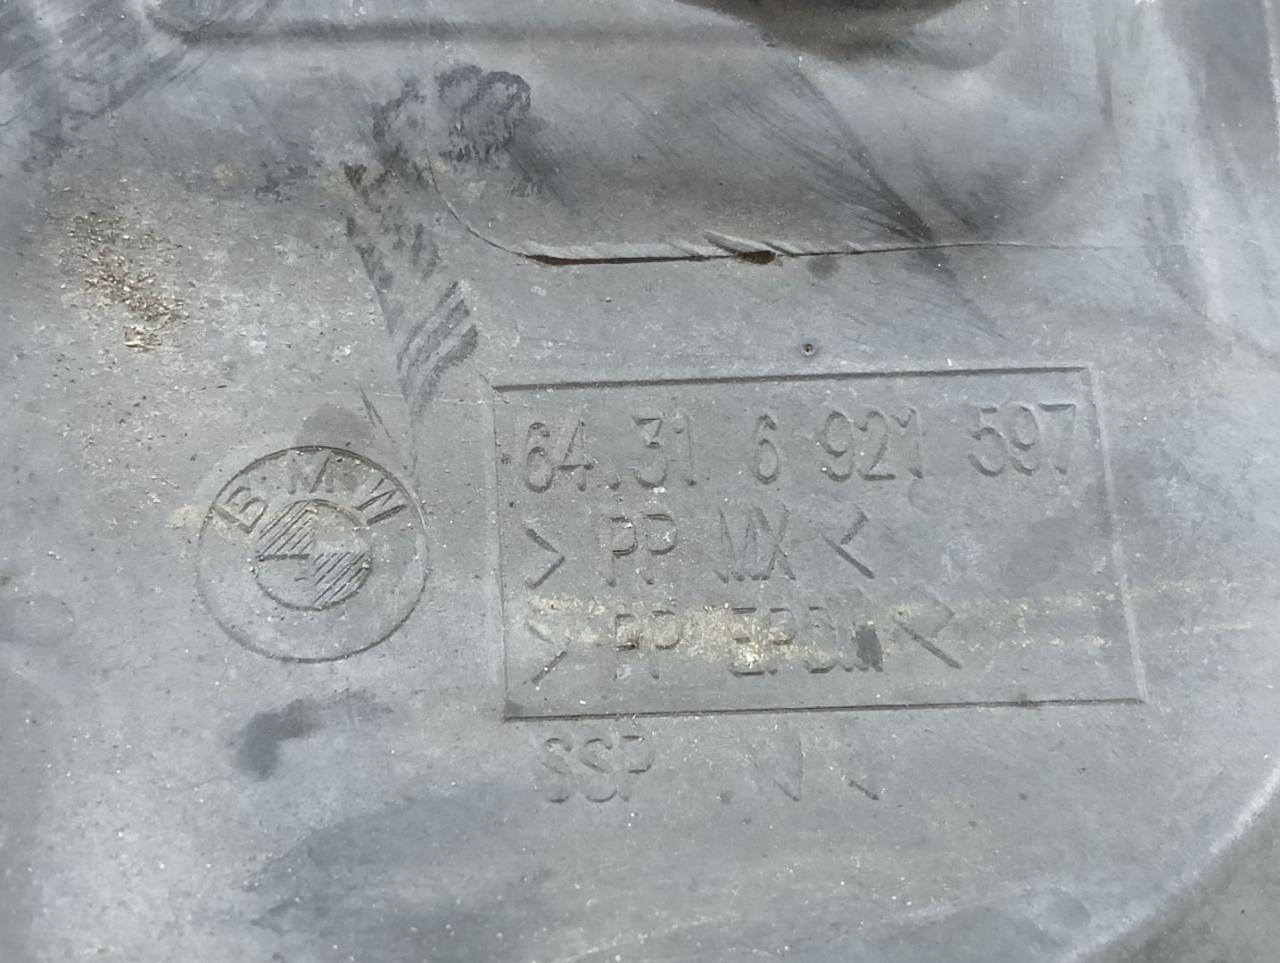 BMW
64.31 6 921 597
> PP MX <
> PP EPDM <
SSP